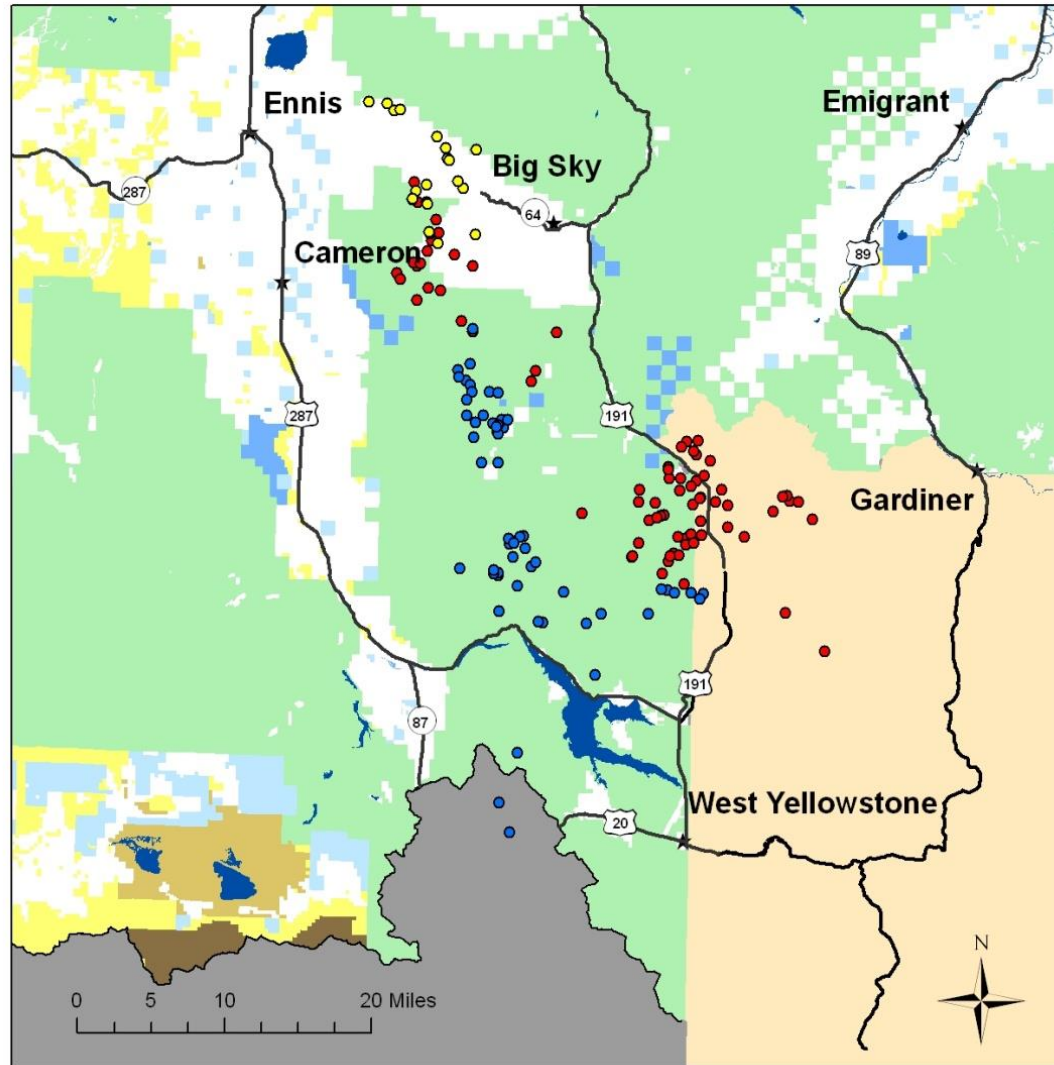 Ennis
Emigrant
287
Big Sky
64
Cameron
89
287
191
Gardiner
191
87
West Yellowstone
20
N
0 5 10 20 Miles